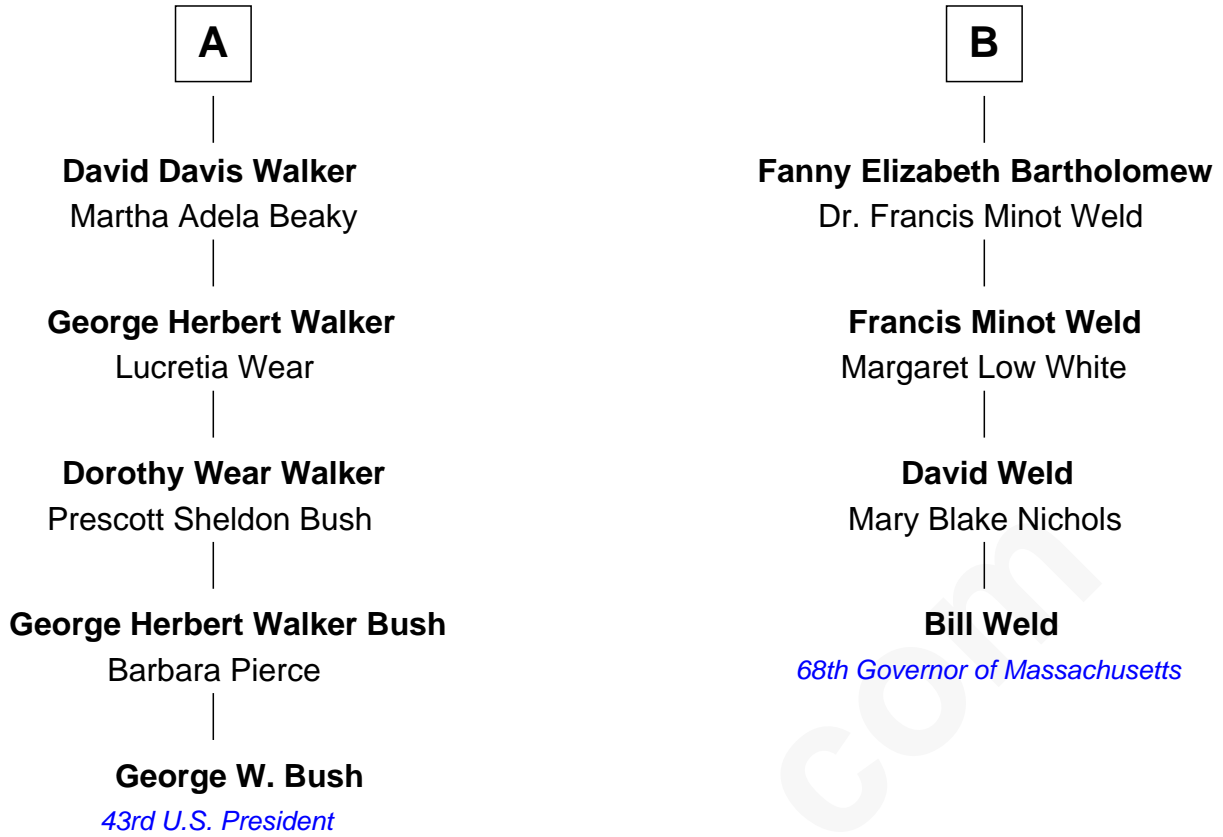 A
David Davis Walker
Martha Adela Beaky
George Herbert Walker
Lucretia Wear
Dorothy Wear Walker
Prescott Sheldon Bush
George Herbert Walker Bush
Barbara Pierce
George W. Bush
43rd U.S. President
B
Fanny Elizabeth Bartholomew
Dr. Francis Minot Weld
Francis Minot Weld
Margaret Low White
David Weld
Mary Blake Nichols
Bill Weld
68th Governor of Massachusetts
com